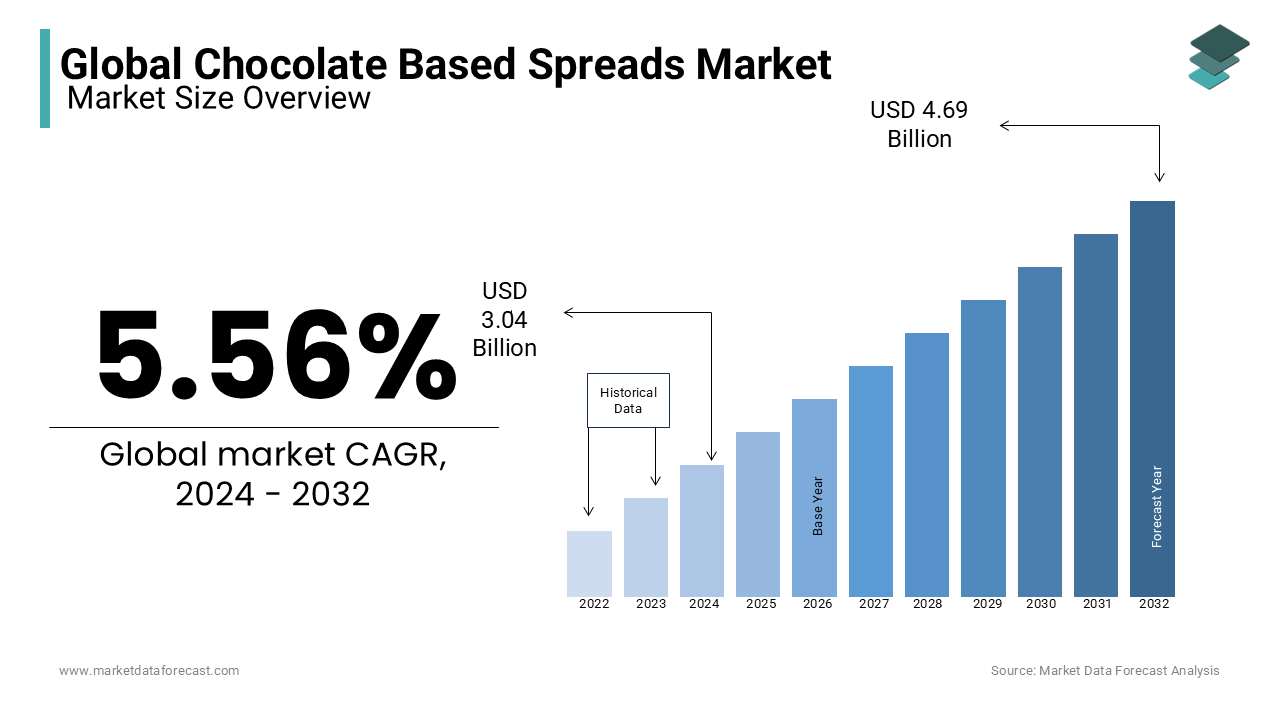 Global Chocolate Based Spreads Market
Market Size Overview
USD 4.69
Billion
USD
3.04
Billion
5.56%
Global market CAGR,
2024 - 2032
Historical
Data
Base Year
Forecast Year
2022
2023
2024
2025
2026
2027
2028
2029
2030
2031
2032
www.marketdataforecast.com
Source: Market Data Forecast Analysis